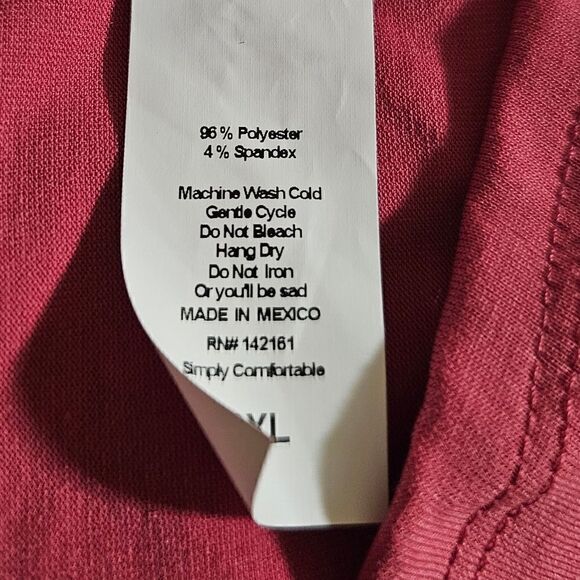 96 % Polyester
4 % Spandex
Machine Wash Cold
Gentle Cycle
Do Not Bleach
Hang Dry
Do Not Iron
Or you'll be sad
MADE IN MEXICO
RN# 142161
Simply Comfortable